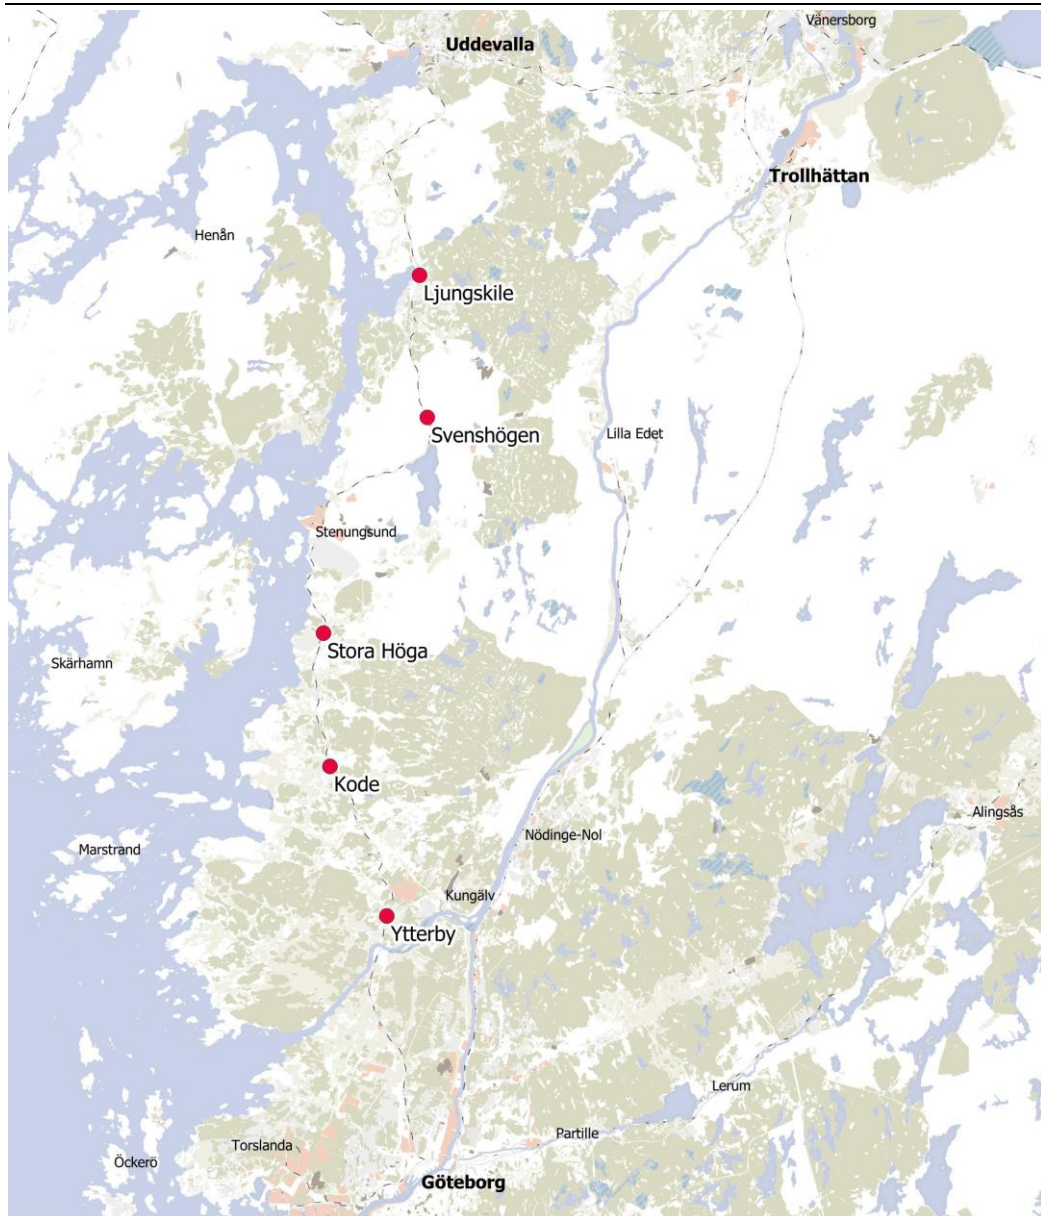 Vänersborg
Uddevalla
Trollhättan
Henån
Ljungskile
Svenshögen
Lilla Edet
Stenungsund
Stora Höga
Skärhamn
Kode
Alingsås
Nödinge-Nol
Marstrand
Kungälv
Ytterby
Lerum
Partille
Torslanda
Öckerö
Göteborg